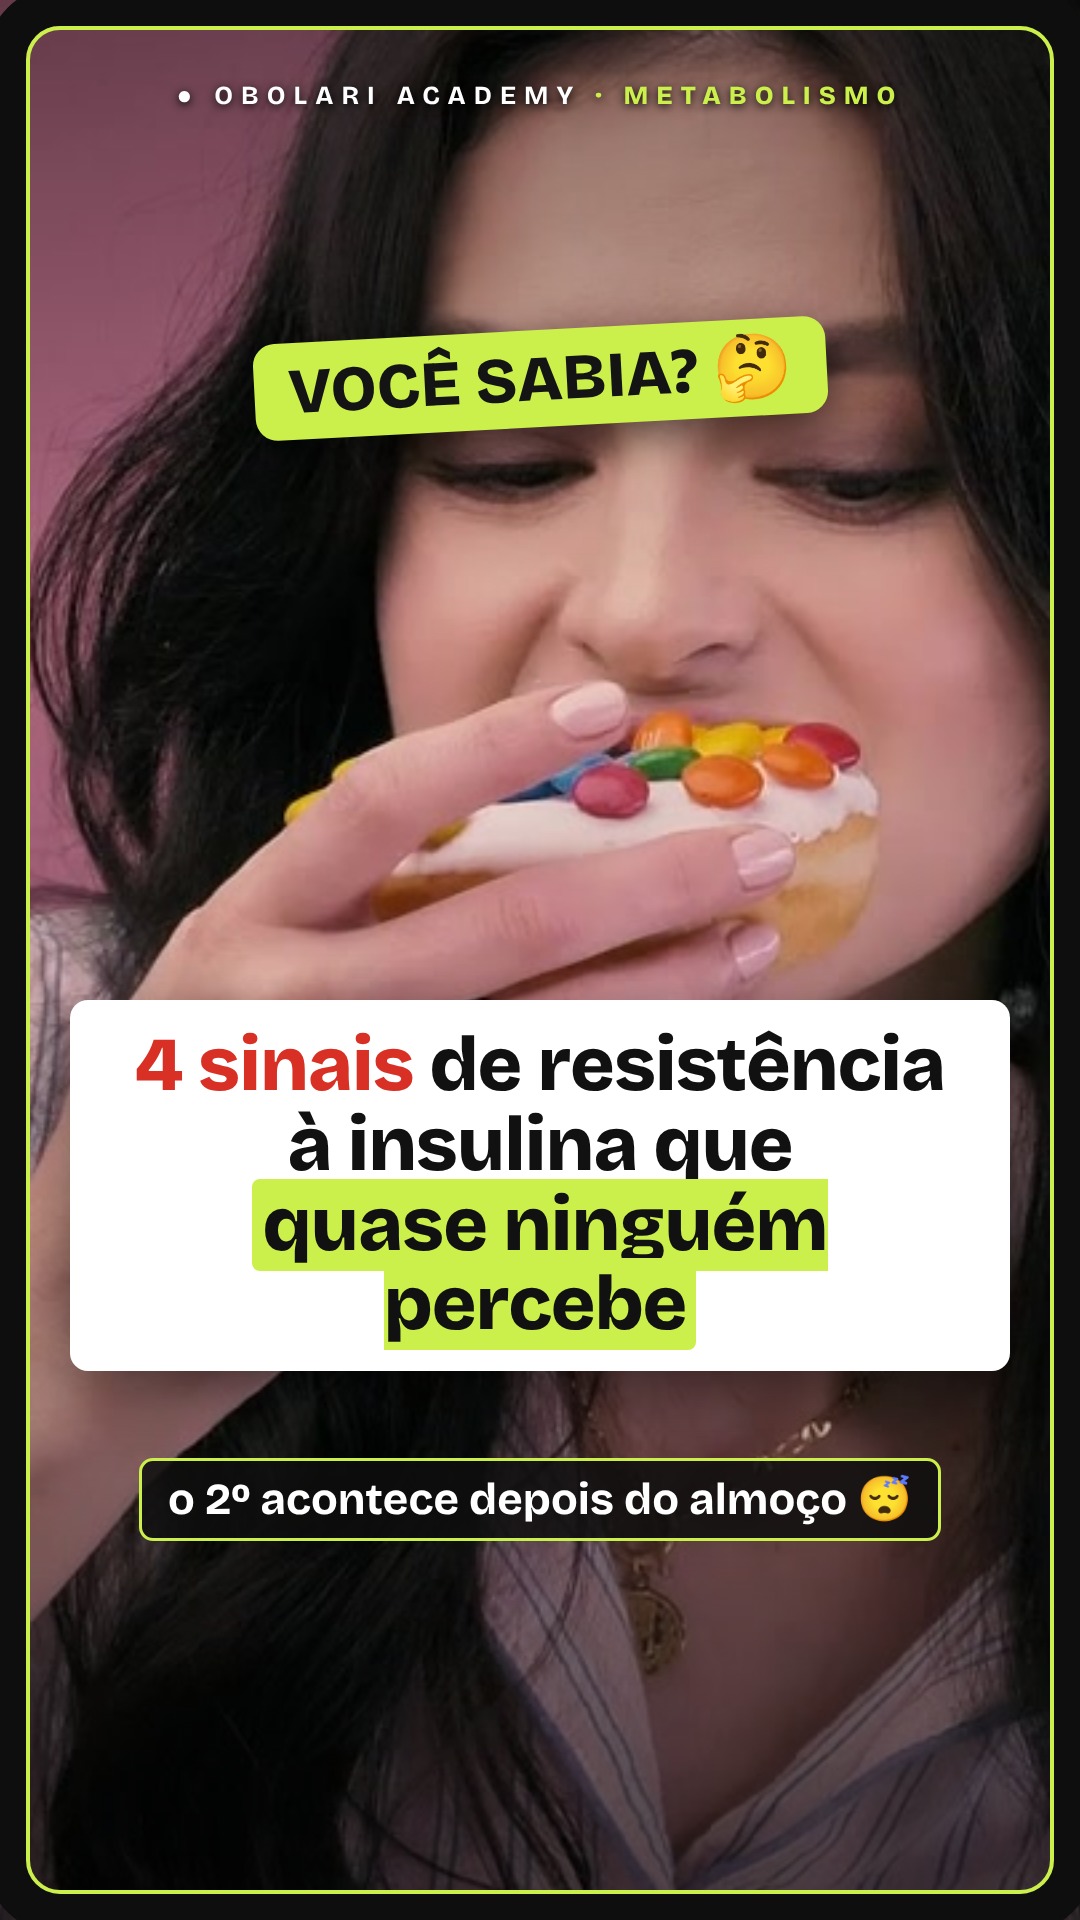 • OBOLARI ACADEMY · METABOLISMO
VOCÊ SABIA? 🤔
4 sinais de resistência
à insulina que
quase ninguém
percebe
o 2º acontece depois do almoço 😴